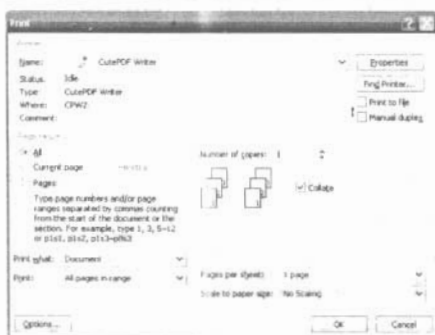 Print
Name: CutePDF Writer Properties
Status: Idle Find Printer...
Type: CutePDF Writer
Where: CPW2 Print to file
Comment: Manual duplex
All Number of copies: 1
Current page
Pages: Collate
Type page numbers and/or page
ranges separated by commas counting
from the start of the document or the
section. For example, type 1, 3, 5-12
or p1s1, p1s2, p1s3-p8s3
Print what: Document Pages per sheet: 1 page
Print: All pages in range Scale to paper size: No Scaling
Options... OK Cancel